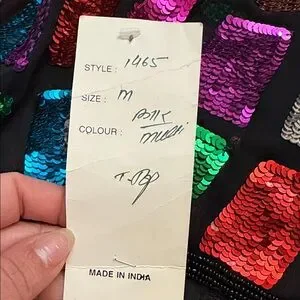 STYLE : 1465
SIZE : M
COLOUR : Blk
Multi
MADE IN INDIA